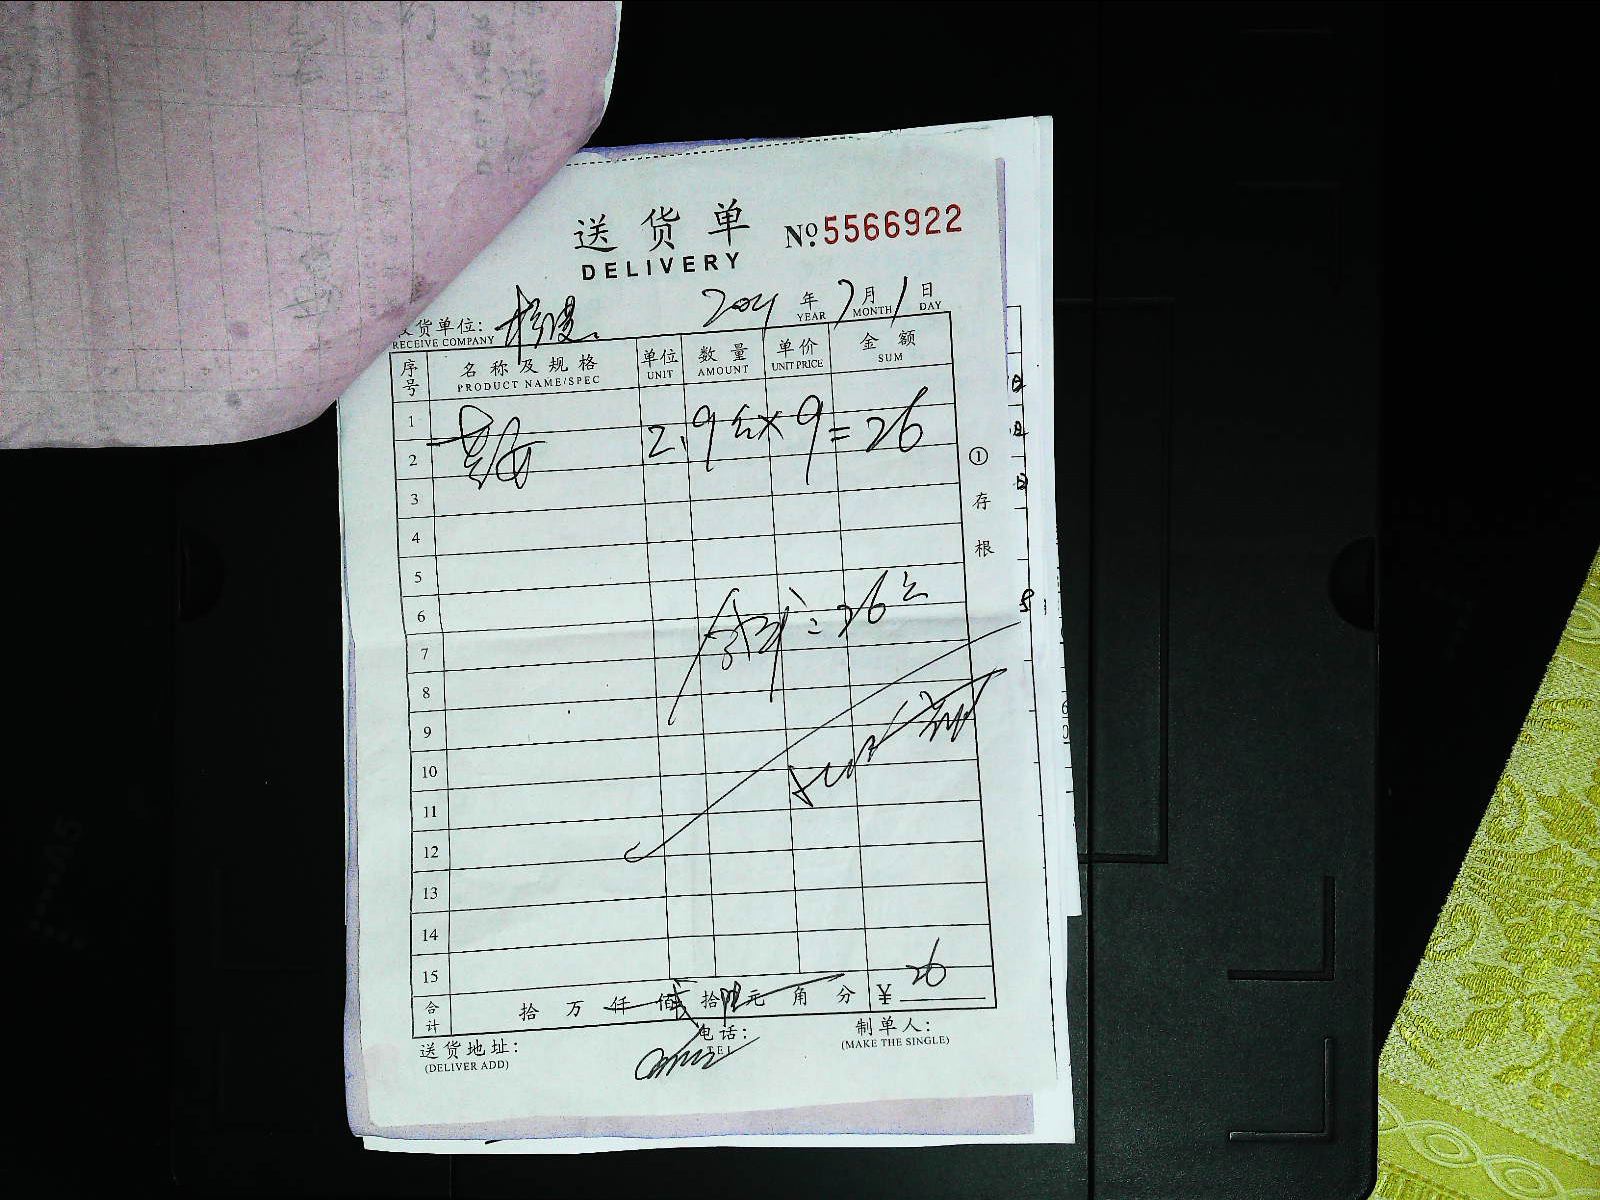 送货单
№ 5566922
DELIVERY
货单位:
年 7月1日
RECEIVE COMPANY
YEAR MONTH DAY
序号 名称及规格 单位 数量 单价 金额
PRODUCT NAME/SPEC UNIT AMOUNT UNIT PRICE SUM
1
2.9 × 9 = 26
2
3
4
5
6
= 26
7
8
9
10
11
12
13
14
15
合计 拾 万 仟 佰 拾 元 角 分 ¥ 26
①存根
送货地址: 电话: 制单人:
(DELIVER ADD) TEL (MAKE THE SINGLE)